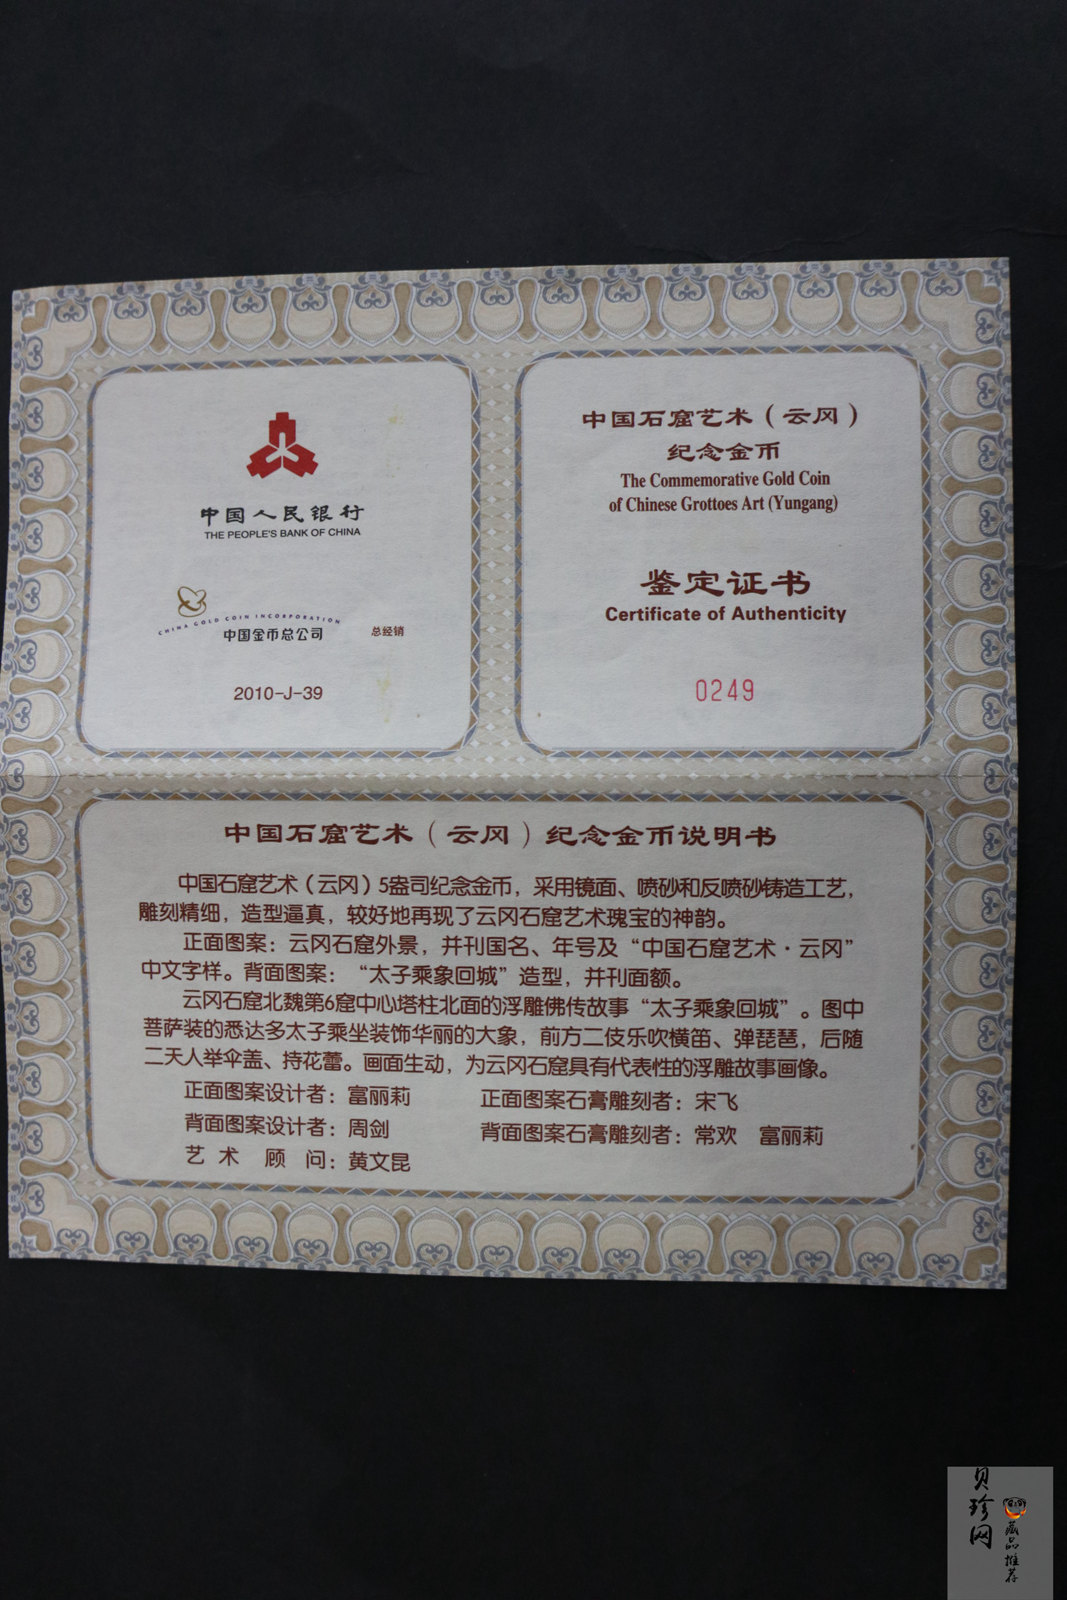 中国人民银行
THE PEOPLE'S BANK OF CHINA
CHINA GOLD COIN INCORPORATION
中国金币总公司 总经销
2010-J-39
中国石窟艺术（云冈）
纪念金币
The Commemorative Gold Coin
of Chinese Grottoes Art (Yungang)
鉴定证书
Certificate of Authenticity
0249
中国石窟艺术（云冈）纪念金币说明书
中国石窟艺术（云冈）5盎司纪念金币，采用镜面、喷砂和反喷砂铸造工艺，
雕刻精细，造型逼真，较好地再现了云冈石窟艺术瑰宝的神韵。
正面图案：云冈石窟外景，并刊国名、年号及“中国石窟艺术·云冈”
中文字样。背面图案：“太子乘象回城”造型，并刊面额。
云冈石窟北魏第6窟中心塔柱北面的浮雕佛传故事“太子乘象回城”。图中
菩萨装的悉达多太子乘坐装饰华丽的大象，前方二伎乐吹横笛、弹琵琶，后随
二天人举伞盖、持花蕾。画面生动，为云冈石窟具有代表性的浮雕故事画像。
正面图案设计者：富丽莉 正面图案石膏雕刻者：宋飞
背面图案设计者：周剑 背面图案石膏雕刻者：常欢 富丽莉
艺术顾问：黄文昆
贝珍网
藏品推荐